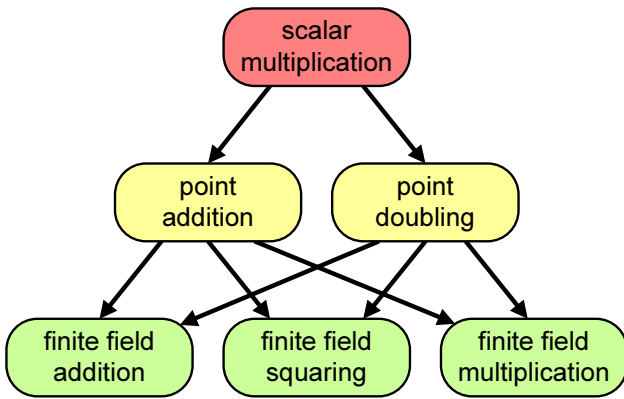 scalar
multiplication
point
addition
point
doubling
finite field
addition
finite field
squaring
finite field
multiplication